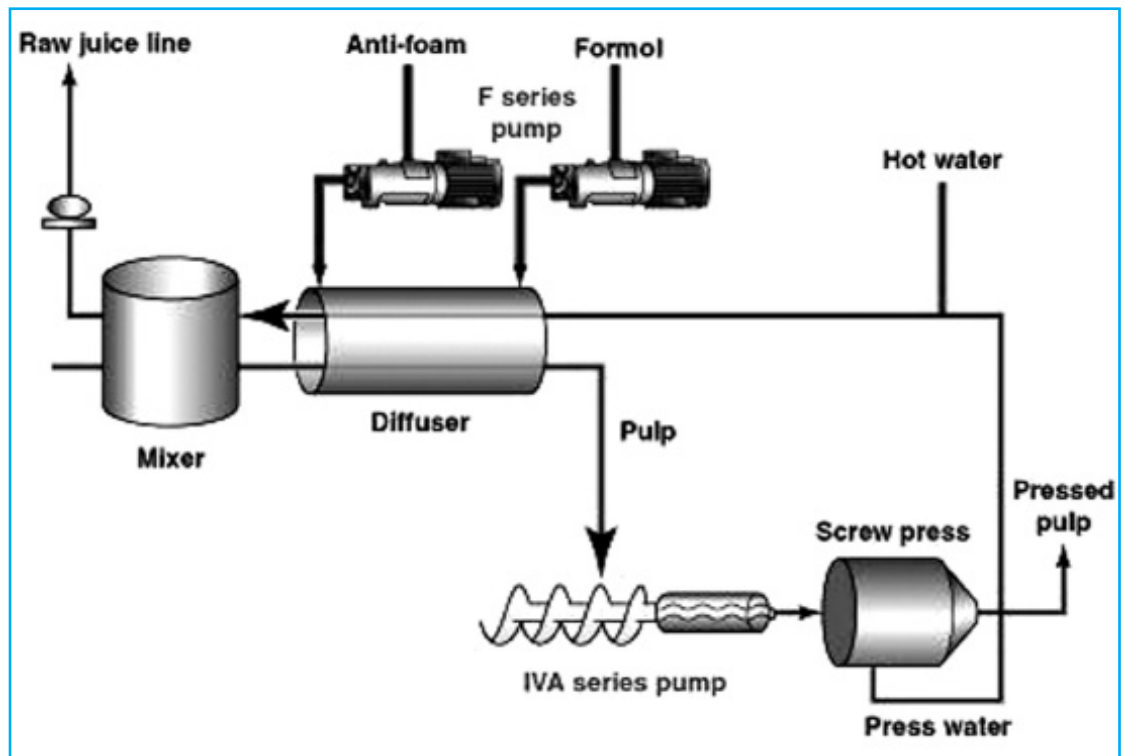 Raw juice line
Anti-foam
Formol
F series
pump
Hot water
Mixer
Diffuser
Pulp
Pressed
pulp
Screw press
IVA series pump
Press water